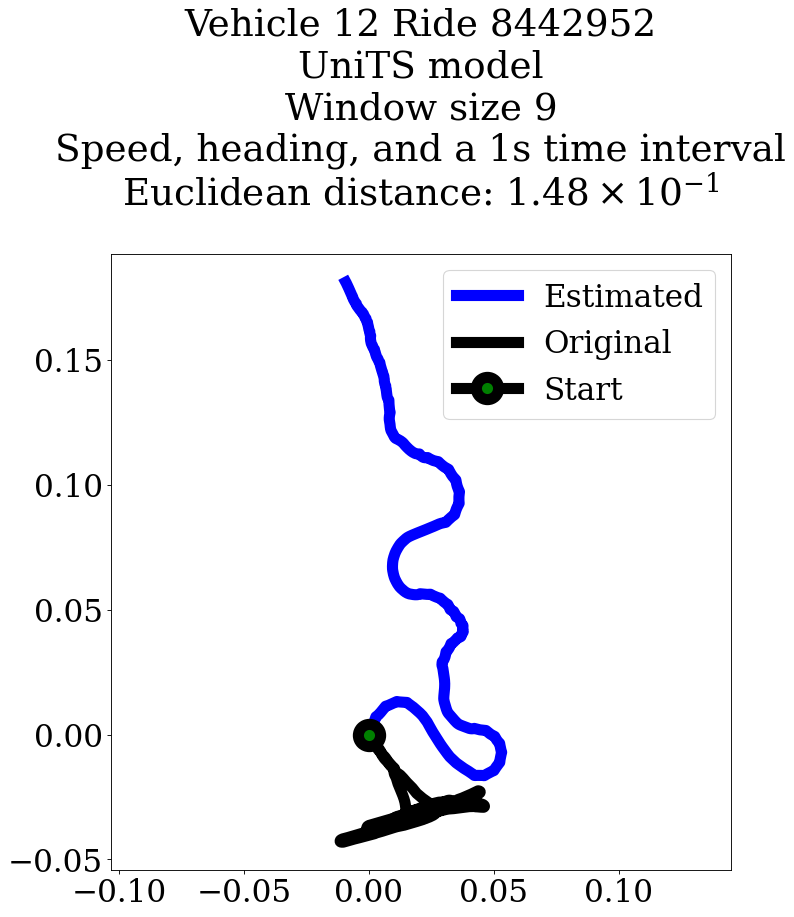 Vehicle 12 Ride 8442952
UniTS model
Window size 9
Speed, heading, and a 1s time interval
Euclidean distance: 1.48 × 10⁻¹
Estimated
Original
Start
0.15
0.10
0.05
0.00
−0.05
−0.10 −0.05 0.00 0.05 0.10